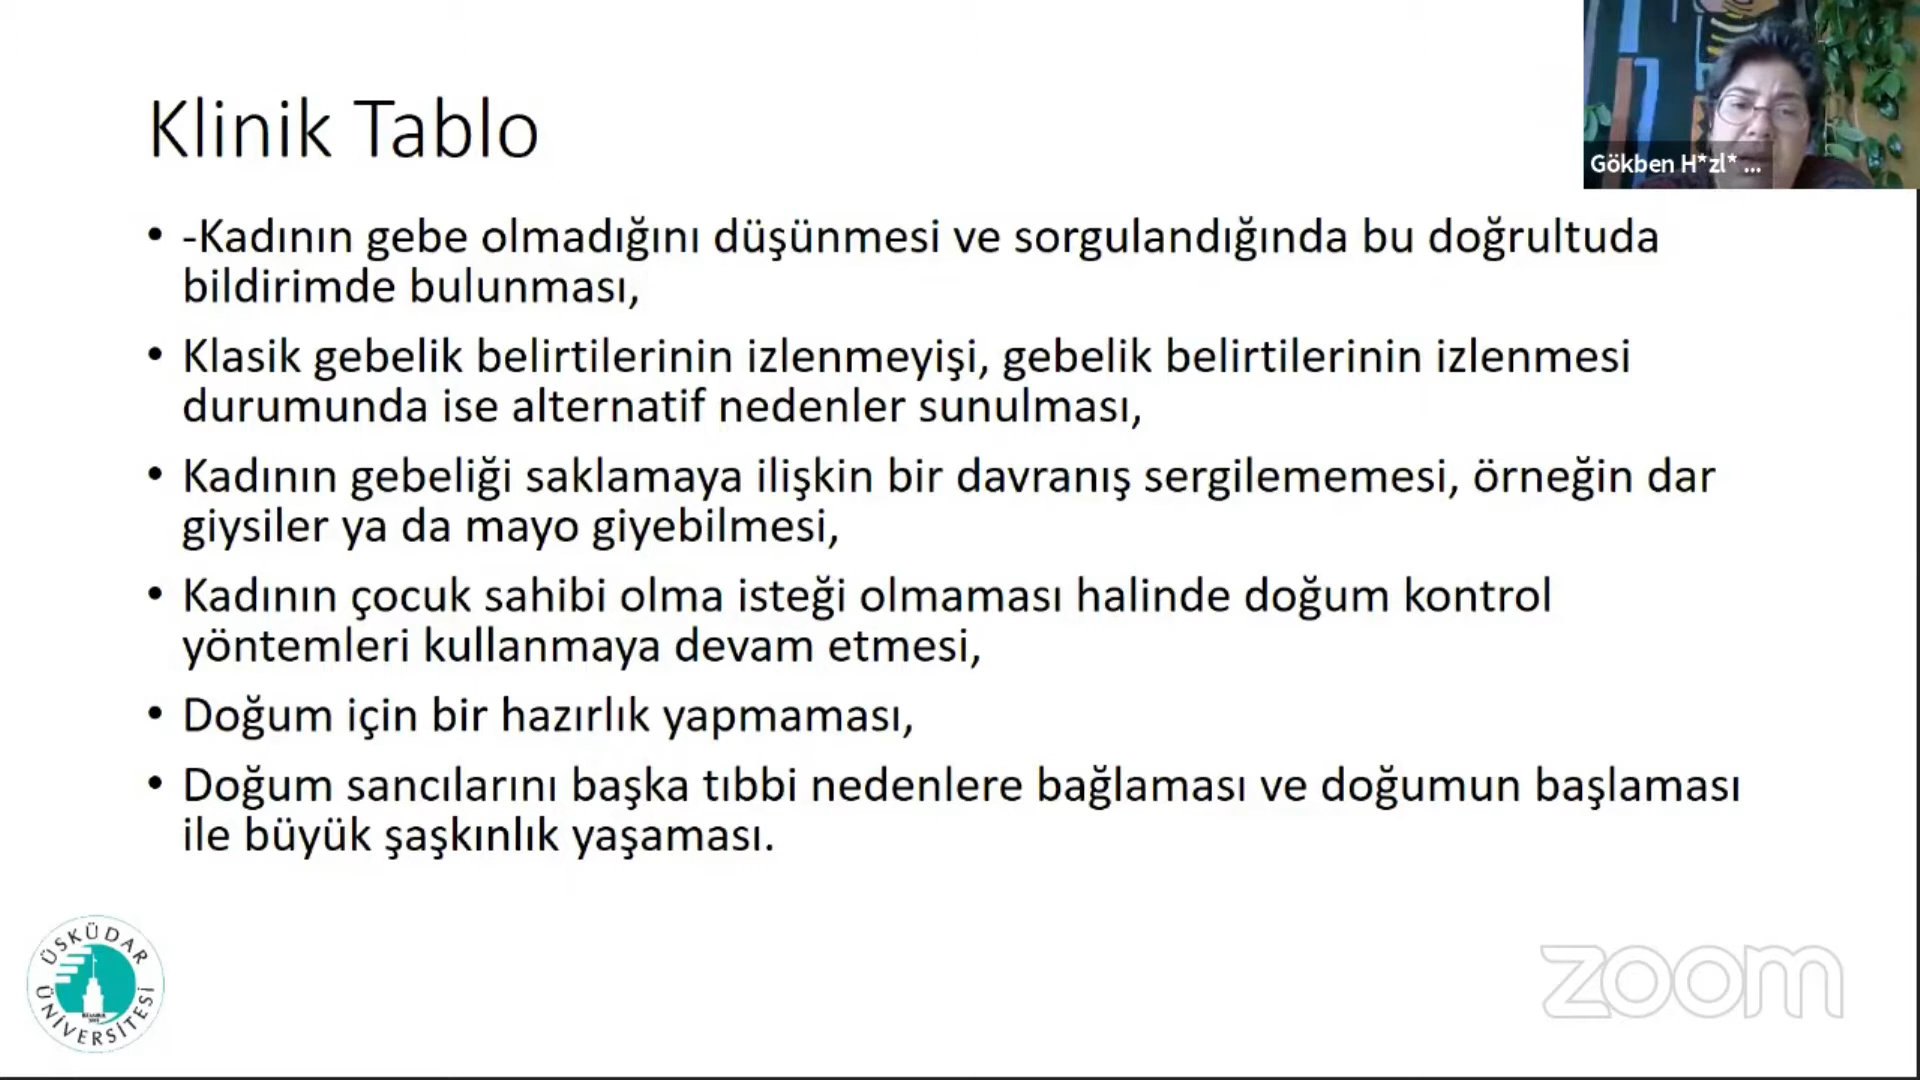 Klinik Tablo
Gökben H*zl* ...
• -Kadının gebe olmadığını düşünmesi ve sorgulandığında bu doğrultuda
bildirimde bulunması,
• Klasik gebelik belirtilerinin izlenmeyişi, gebelik belirtilerinin izlenmesi
durumunda ise alternatif nedenler sunulması,
• Kadının gebeliği saklamaya ilişkin bir davranış sergilememesi, örneğin dar
giysiler ya da mayo giyebilmesi,
• Kadının çocuk sahibi olma isteği olmaması halinde doğum kontrol
yöntemleri kullanmaya devam etmesi,
• Doğum için bir hazırlık yapmaması,
• Doğum sancılarını başka tıbbi nedenlere bağlaması ve doğumun başlaması
ile büyük şaşkınlık yaşaması.
ÜSKÜDAR
ÜNİVERSİTESİ
zoom